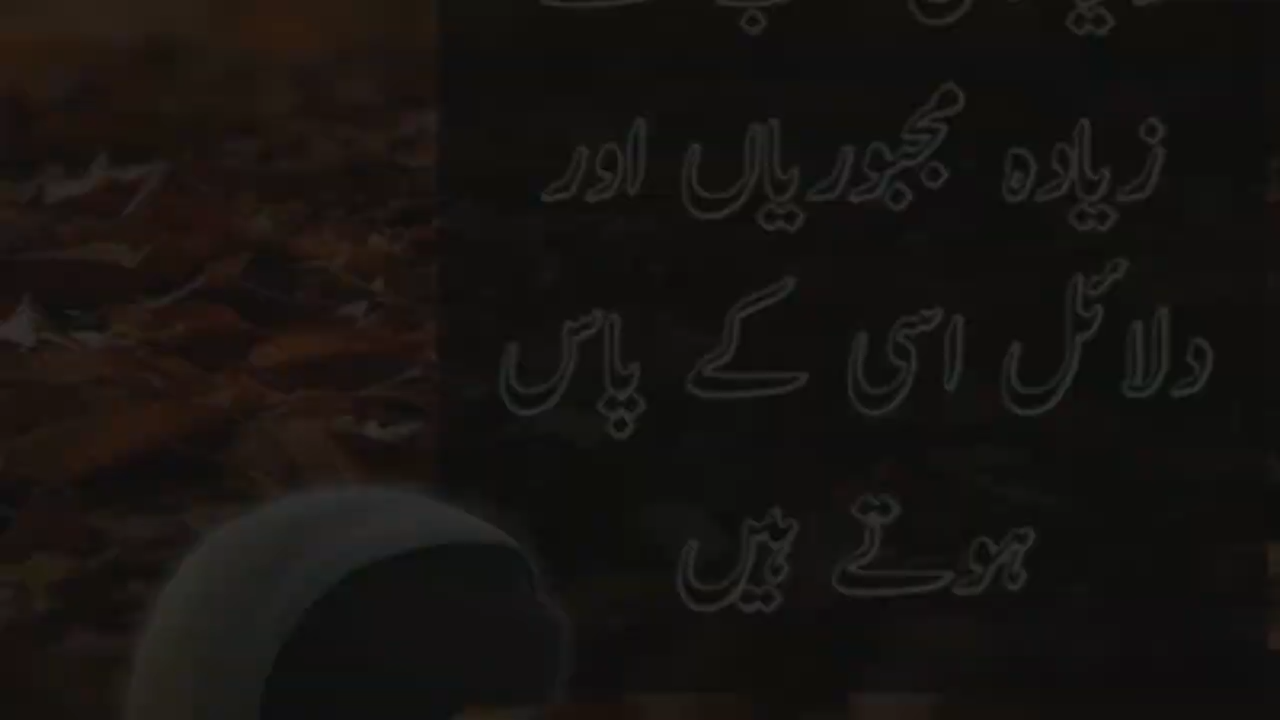 زیادہ مجبوریاں اور
دلائل اسی کے پاس
ہوتے ہیں